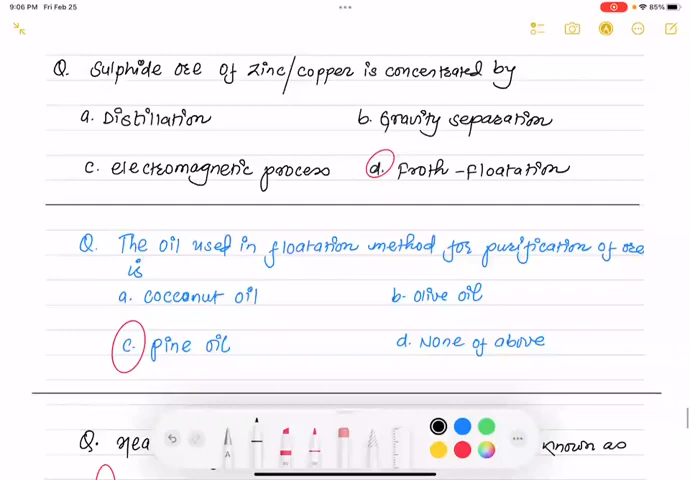 9:06 PM Fri Feb 25
85%
Q. Sulphide ore of zinc/copper is concentrated by
a. Distillation b. Gravity separation
c. electromagnetic process d. Froth-Floatation
Q. The oil used in floatation method for purification of ore
is
a. coccanut oil b. olive oil
c. pine oil d. None of above
Q. known as
A